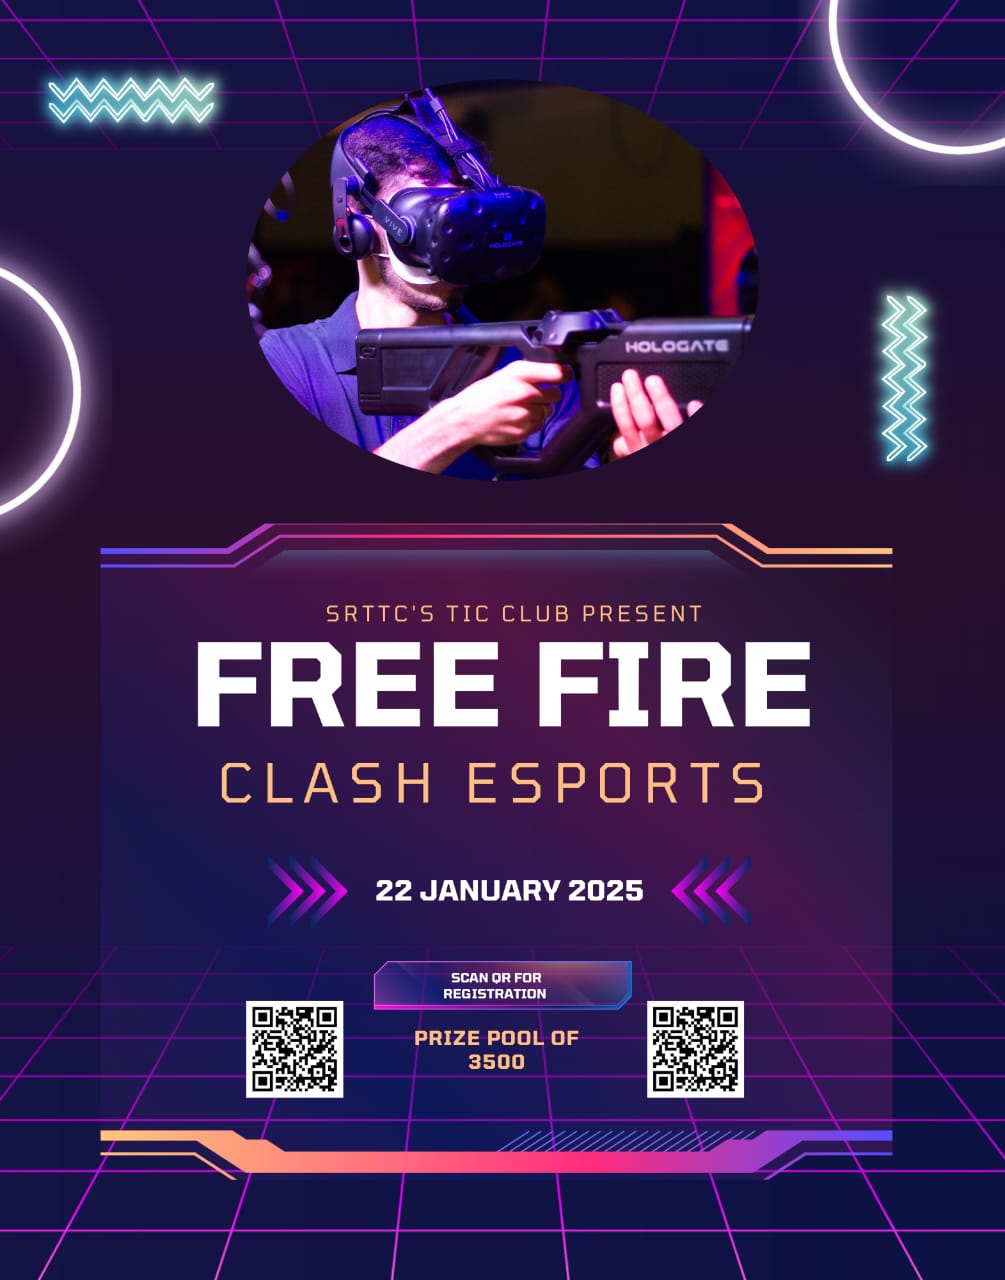 HTC
VIVE
HOLOGATE
HOLOGATE
SRTTC'S TIC CLUB PRESENT
FREE FIRE
CLASH ESPORTS
22 JANUARY 2025
SCAN QR FOR
REGISTRATION
PRIZE POOL OF
3500